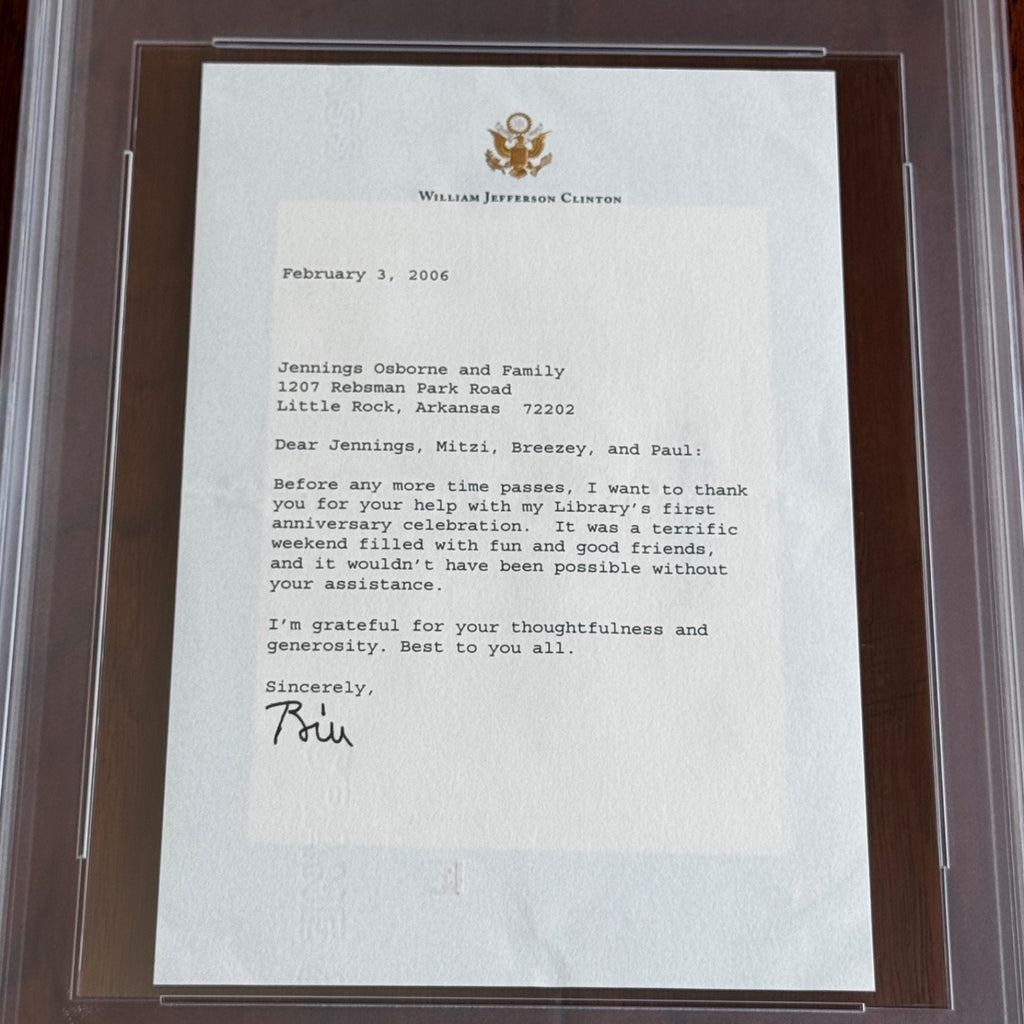 WILLIAM JEFFERSON CLINTON
February 3, 2006
Jennings Osborne and Family
1207 Rebsman Park Road
Little Rock, Arkansas  72202
Dear Jennings, Mitzi, Breezey, and Paul:
Before any more time passes, I want to thank
you for your help with my Library's first
anniversary celebration.  It was a terrific
weekend filled with fun and good friends,
and it wouldn't have been possible without
your assistance.
I'm grateful for your thoughtfulness and
generosity. Best to you all.
Sincerely,
Bill